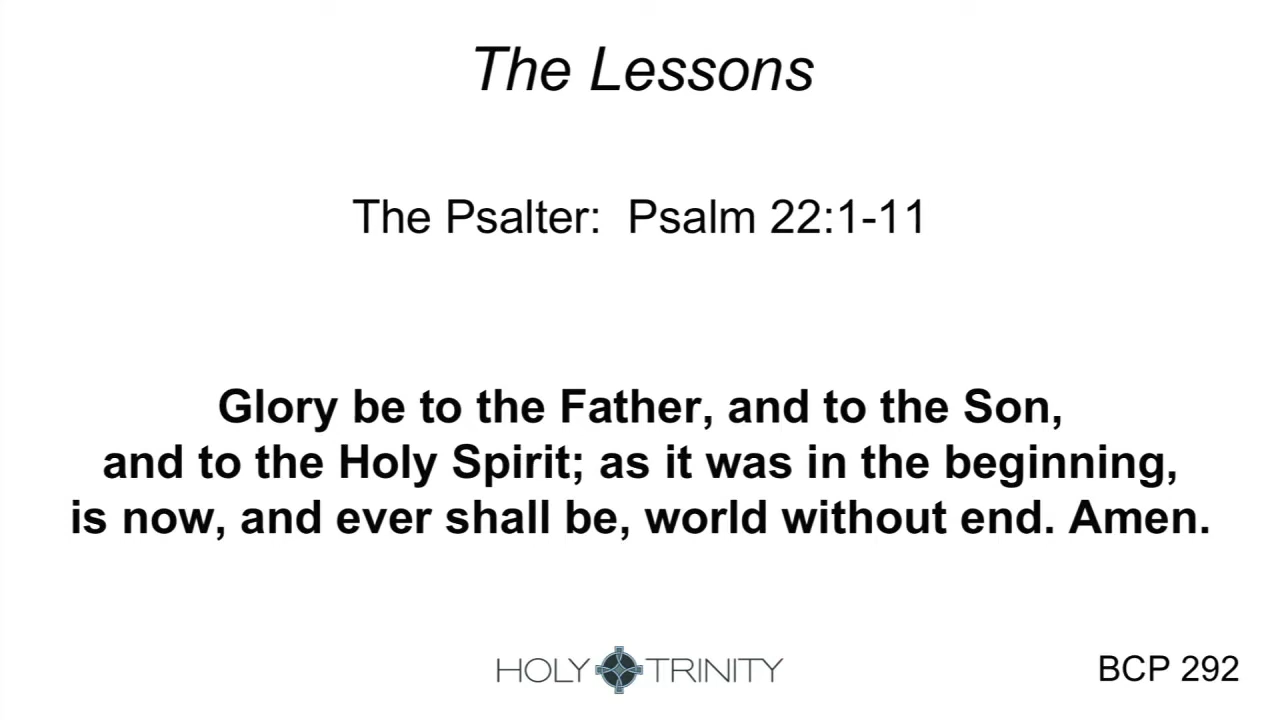 The Lessons
The Psalter:  Psalm 22:1-11
Glory be to the Father, and to the Son,
and to the Holy Spirit; as it was in the beginning,
is now, and ever shall be, world without end. Amen.
HOLY TRINITY
BCP 292